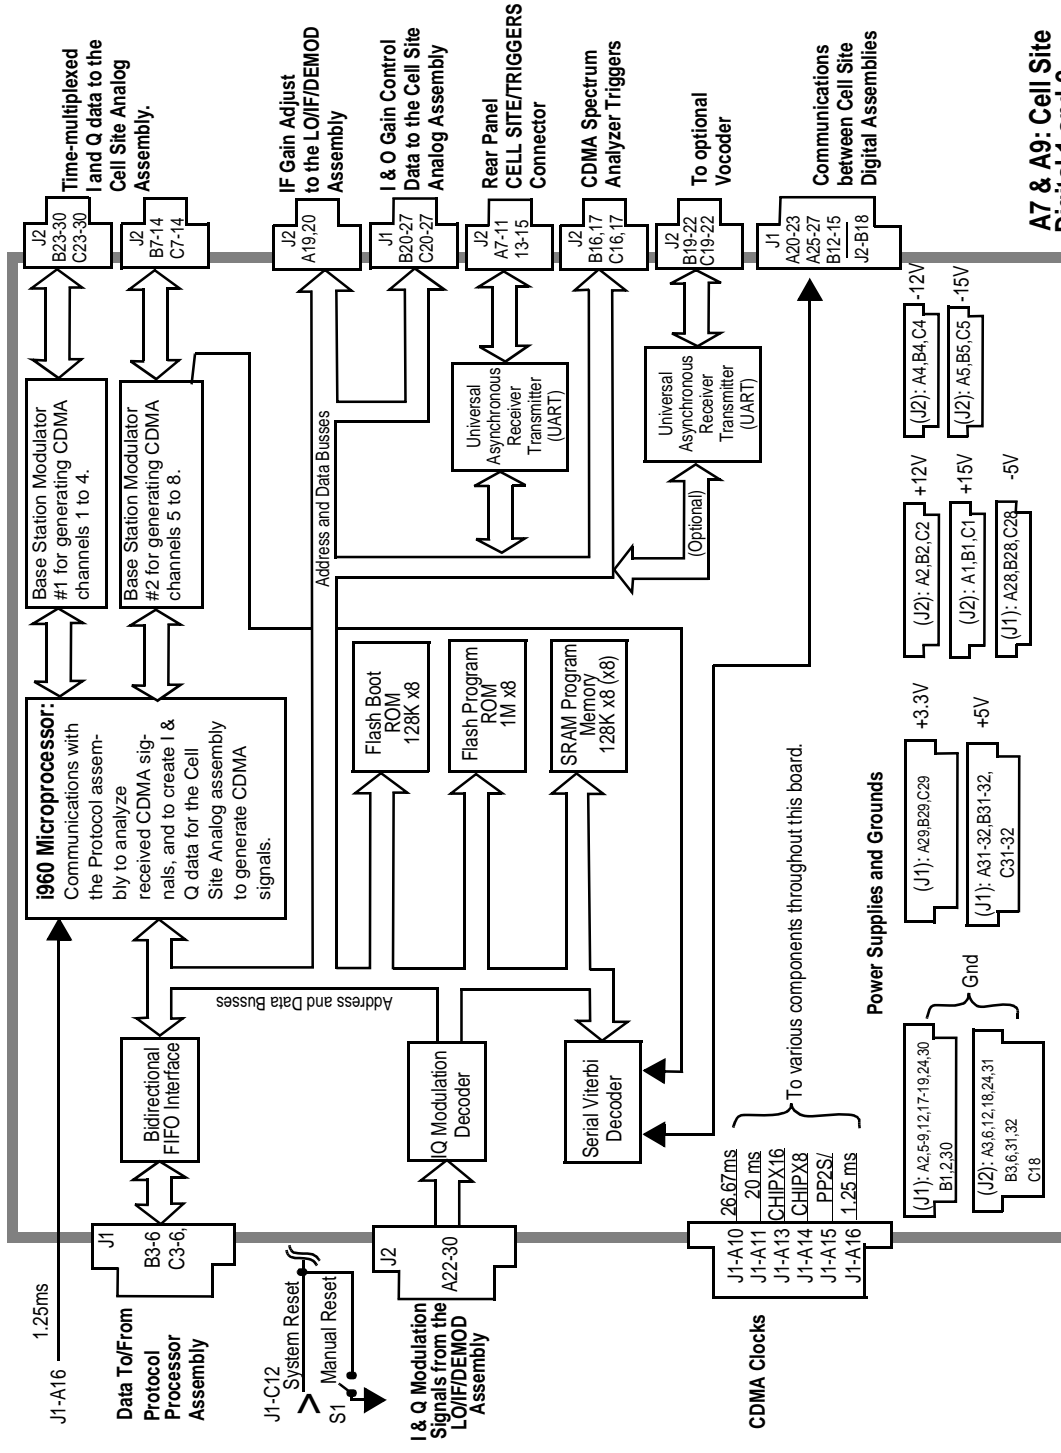 J1-A16
1.25ms
Data To/From
Protocol
Processor
Assembly
J1
B3-6
C3-6,
Bidirectional
FIFO Interface
i960 Microprocessor:
Communications with
the Protocol assem-
bly to analyze
received CDMA sig-
nals, and to create I &
Q data for the Cell
Site Analog assembly
to generate CDMA
signals.
Base Station Modulator
#1 for generating CDMA
channels 1 to 4.
Base Station Modulator
#2 for generating CDMA
channels 5 to 8.
J2
B23-30
C23-30
J2
B7-14
C7-14
Time-multiplexed
I and Q data to the
Cell Site Analog
Assembly.
J1-C12
System Reset
Manual Reset
S1
Address and Data Busses
Address and Data Busses
J2
A19,20
IF Gain Adjust
to the LO/IF/DEMOD
Assembly
J1
B20-27
C20-27
I & O Gain Control
Data to the Cell Site
Analog Assembly
I & Q Modulation
Signals from the
LO/IF/DEMOD
Assembly
J2
A22-30
IQ Modulation
Decoder
Flash Boot
ROM
128K x8
Flash Program
ROM
1M x8
SRAM Program
Memory
128K x8 (x8)
Universal
Asynchronous
Receiver
Transmitter
(UART)
J2
A7-11
13-15
Rear Panel
CELL SITE/TRIGGERS
Connector
J2
B16,17
C16,17
CDMA Spectrum
Analyzer Triggers
Serial Viterbi
Decoder
(Optional)
Universal
Asynchronous
Receiver
Transmitter
(UART)
J2
B19-22
C19-22
To optional
Vocoder
J1
A20-23
A25-27
B12-15
J2-B18
Communications
between Cell Site
Digital Assemblies
CDMA Clocks
J1-A10 26.67ms
J1-A11 20 ms
J1-A13 CHIPX16
J1-A14 CHIPX8
J1-A15 PP2S/
J1-A16 1.25 ms
To various components throughout this board.
Power Supplies and Grounds
(J1): A2,5-9,12,17-19,24,30
B1,2,30
(J2): A3,6,12,18,24,31
B3,6,31,32
C18
Gnd
(J1): A29,B29,C29
+3.3V
(J1): A31-32,B31-32,
C31-32
+5V
(J2): A2,B2,C2
+12V
(J2): A1,B1,C1
+15V
(J1): A28,B28,C28
-5V
(J2): A4,B4,C4
-12V
(J2): A5,B5,C5
-15V
A7 & A9: Cell Site